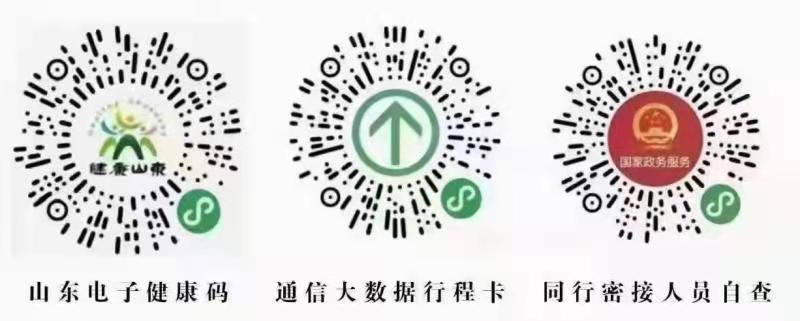 健康山东
国家政务服务
山东电子健康码
通信大数据行程卡
同行密接人员自查